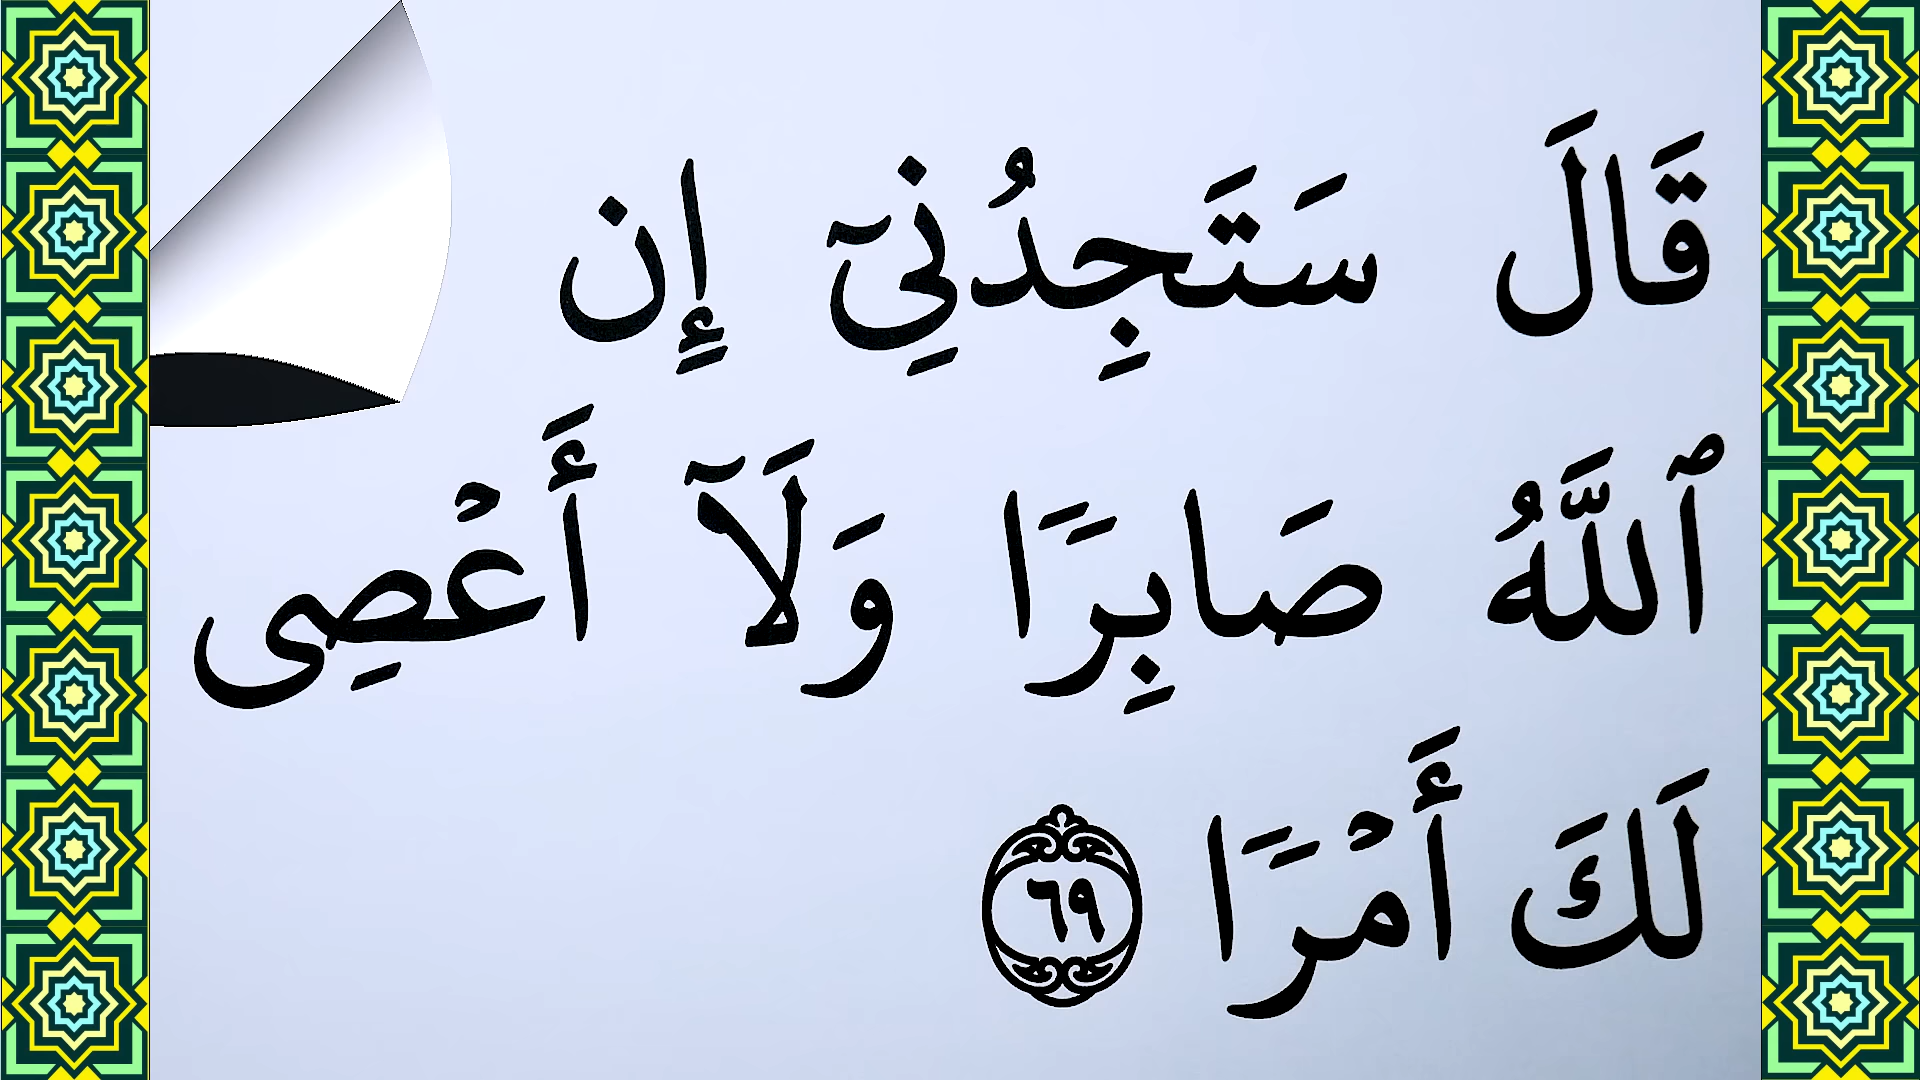 قَالَ سَتَجِدُنِىٓ إِن
ٱللَّهُ صَابِرًا وَلَآ أَعْصِى
لَكَ أَمْرًا ٦٩